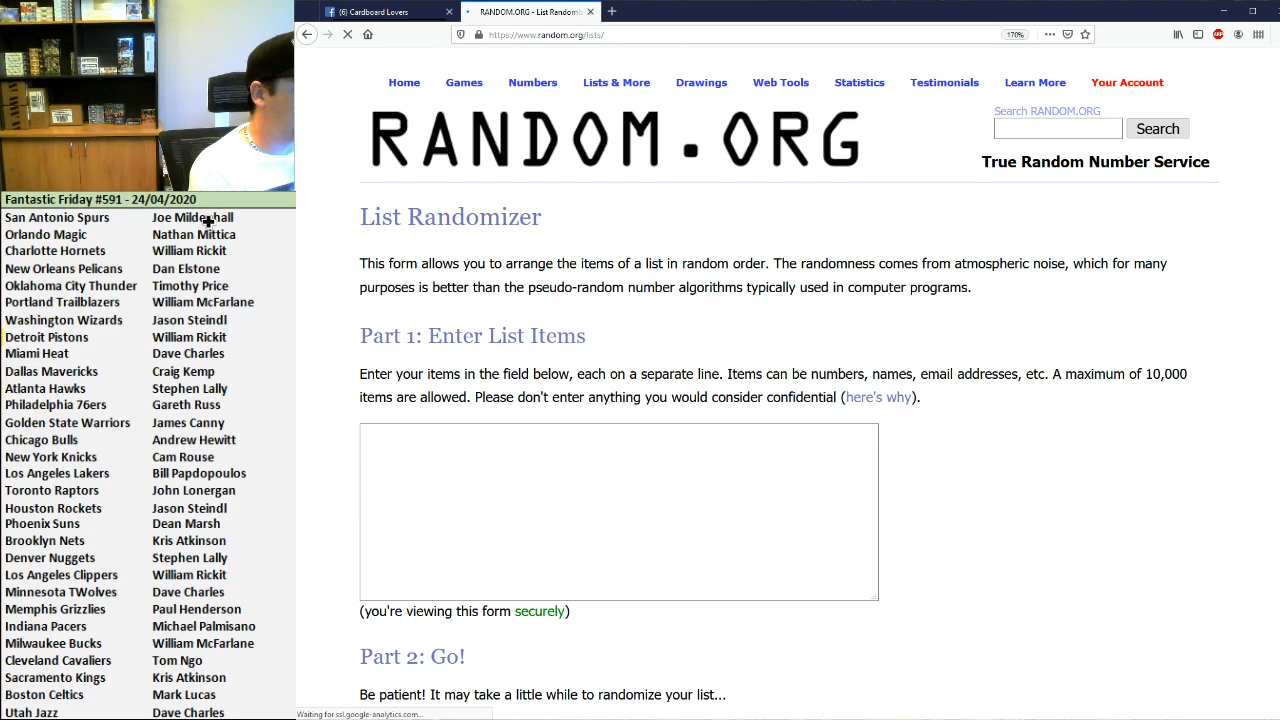 (6) Cardboard Lovers
RANDOM.ORG - List Randomi
https://www.random.org/lists/
170%
Home Games Numbers Lists & More Drawings Web Tools Statistics Testimonials Learn More Your Account
RANDOM.ORG
Search RANDOM.ORG
Search
True Random Number Service
List Randomizer
This form allows you to arrange the items of a list in random order. The randomness comes from atmospheric noise, which for many
purposes is better than the pseudo-random number algorithms typically used in computer programs.
Part 1: Enter List Items
Enter your items in the field below, each on a separate line. Items can be numbers, names, email addresses, etc. A maximum of 10,000
items are allowed. Please don't enter anything you would consider confidential (here's why).
(you're viewing this form securely)
Part 2: Go!
Be patient! It may take a little while to randomize your list...
Waiting for ssl.google-analytics.com...
Fantastic Friday #591 - 24/04/2020
San Antonio Spurs Joe Mildenhall
Orlando Magic Nathan Mittica
Charlotte Hornets William Rickit
New Orleans Pelicans Dan Elstone
Oklahoma City Thunder Timothy Price
Portland Trailblazers William McFarlane
Washington Wizards Jason Steindl
Detroit Pistons William Rickit
Miami Heat Dave Charles
Dallas Mavericks Craig Kemp
Atlanta Hawks Stephen Lally
Philadelphia 76ers Gareth Russ
Golden State Warriors James Canny
Chicago Bulls Andrew Hewitt
New York Knicks Cam Rouse
Los Angeles Lakers Bill Papdopoulos
Toronto Raptors John Lonergan
Houston Rockets Jason Steindl
Phoenix Suns Dean Marsh
Brooklyn Nets Kris Atkinson
Denver Nuggets Stephen Lally
Los Angeles Clippers William Rickit
Minnesota TWolves Dave Charles
Memphis Grizzlies Paul Henderson
Indiana Pacers Michael Palmisano
Milwaukee Bucks William McFarlane
Cleveland Cavaliers Tom Ngo
Sacramento Kings Kris Atkinson
Boston Celtics Mark Lucas
Utah Jazz Dave Charles